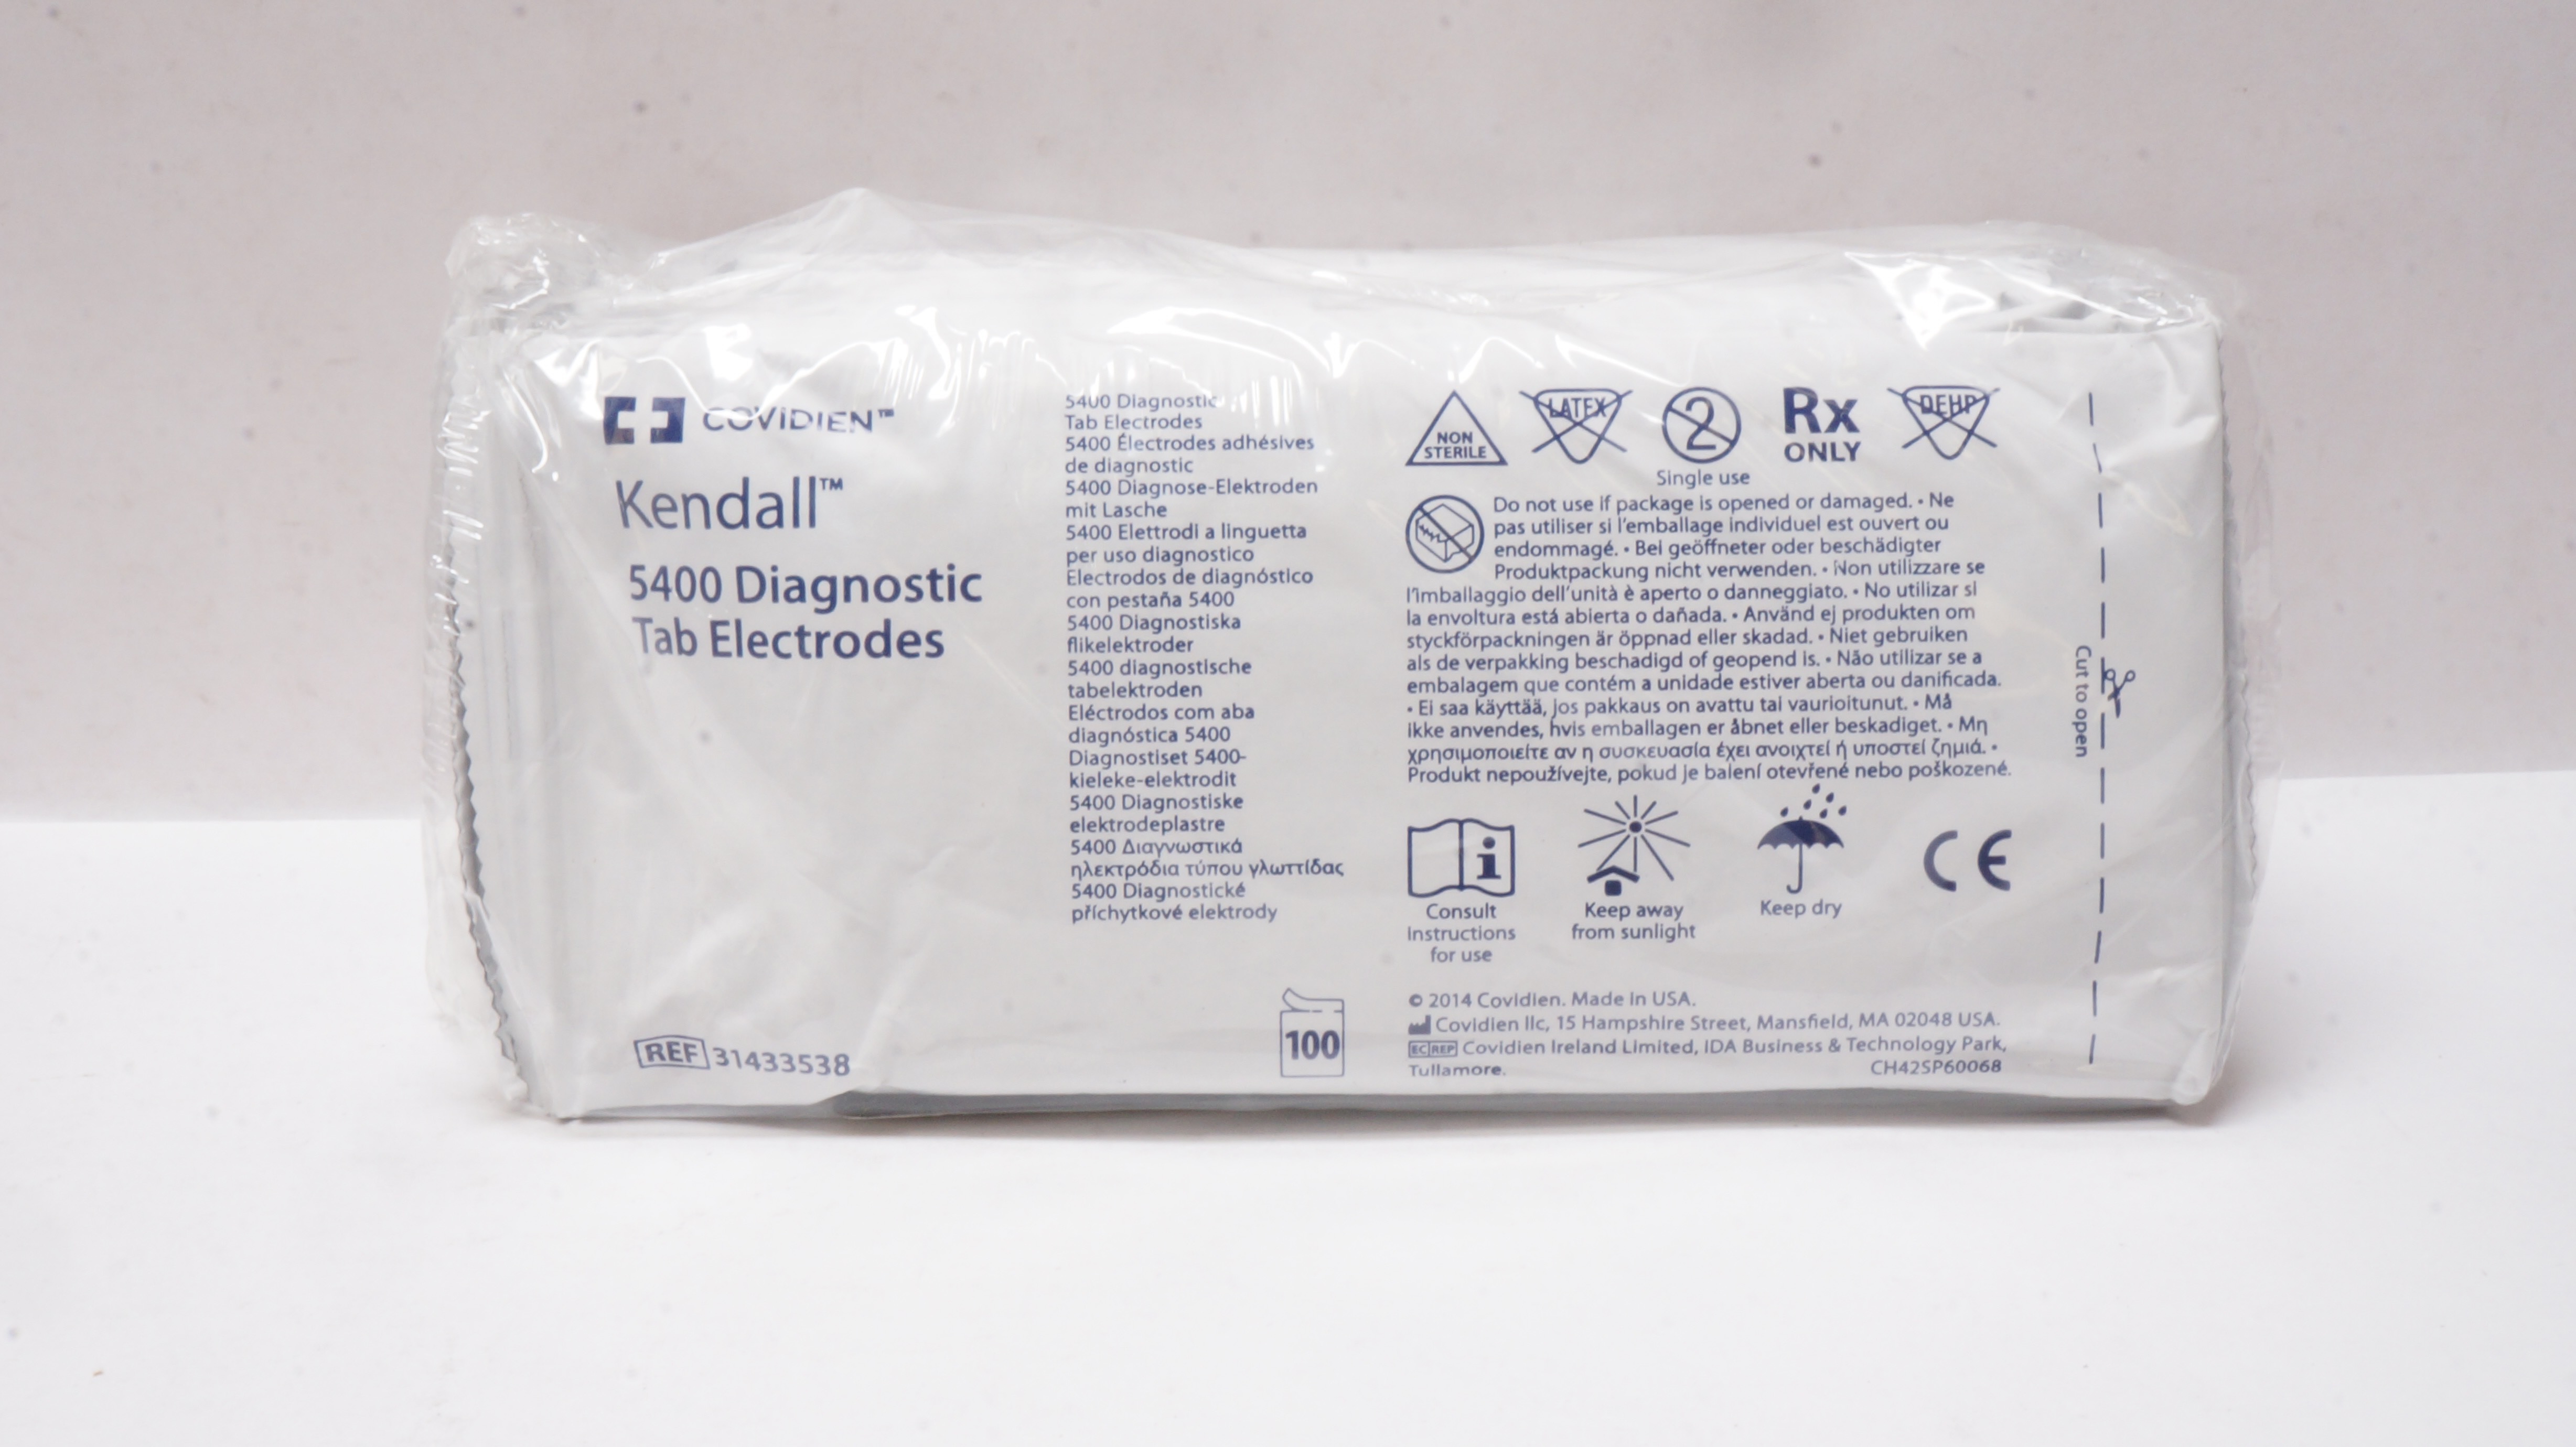 COVIDIEN™
Kendall™
5400 Diagnostic
Tab Electrodes
REF 31433538
5400 Diagnostic
Tab Electrodes
5400 Électrodes adhésives
de diagnostic
5400 Diagnose-Elektroden
mit Lasche
5400 Elettrodi a linguetta
per uso diagnostico
Electrodos de diagnóstico
con pestaña 5400
5400 Diagnostiska
flikelektroder
5400 diagnostische
tabelektroden
Eléctrodos com aba
diagnóstica 5400
Diagnostiset 5400-
kieleke-elektrodit
5400 Diagnostiske
elektrodeplastre
5400 Διαγνωστικά
ηλεκτρόδια τύπου γλωττίδας
5400 Diagnostické
příchytkové elektrody
100
NON
STERILE
LATEX
2
Single use
Rx
ONLY
DEHP
Do not use if package is opened or damaged. • Ne
pas utiliser si l'emballage individuel est ouvert ou
endommagé. • Bei geöffneter oder beschädigter
Produktpackung nicht verwenden. • Non utilizzare se
l'imballaggio dell'unità è aperto o danneggiato. • No utilizar si
la envoltura está abierta o dañada. • Använd ej produkten om
styckförpackningen är öppnad eller skadad. • Niet gebruiken
als de verpakking beschadigd of geopend is. • Não utilizar se a
embalagem que contém a unidade estiver aberta ou danificada.
• Ei saa käyttää, jos pakkaus on avattu tai vaurioitunut. • Må
ikke anvendes, hvis emballagen er åbnet eller beskadiget. • Μη
χρησιμοποιείτε αν η συσκευασία έχει ανοιχτεί ή υποστεί ζημιά. •
Produkt nepoužívejte, pokud je balení otevřené nebo poškozené.
i
Consult
instructions
for use
Keep away
from sunlight
Keep dry
CE
© 2014 Covidien. Made in USA.
Covidien llc, 15 Hampshire Street, Mansfield, MA 02048 USA.
EC REP Covidien Ireland Limited, IDA Business & Technology Park,
Tullamore.
CH42SP60068
Cut to open